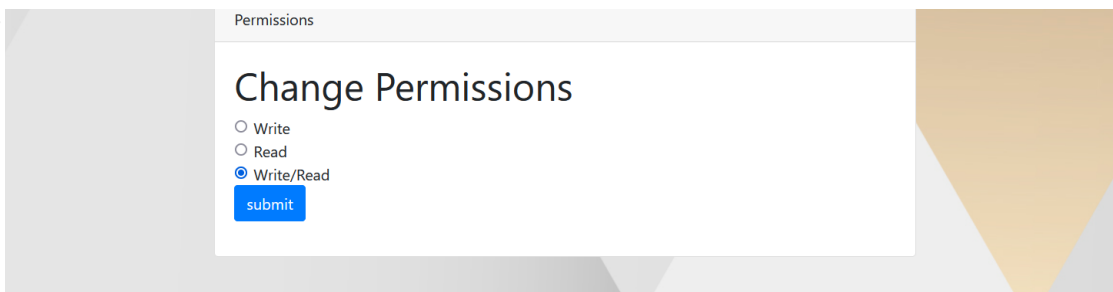 Permissions
Change Permissions
Write
Read
Write/Read
submit